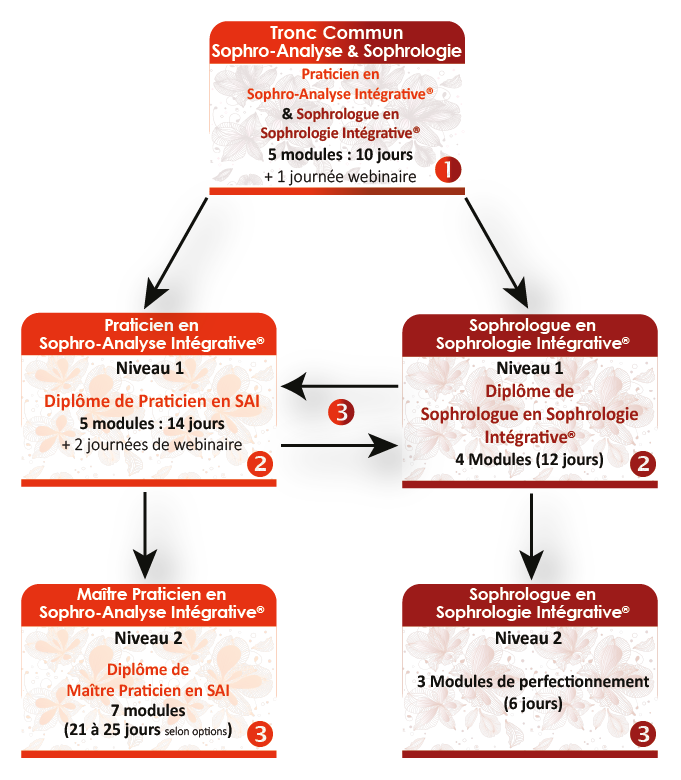 Tronc Commun
Sophro-Analyse & Sophrologie
Praticien en
Sophro-Analyse Intégrative®
& Sophrologue en
Sophrologie Intégrative®
5 modules : 10 jours
+ 1 journée webinaire
1
Praticien en
Sophro-Analyse Intégrative®
Niveau 1
Diplôme de Praticien en SAI
5 modules : 14 jours
+ 2 journées de webinaire
2
3
Sophrologue en
Sophrologie Intégrative®
Niveau 1
Diplôme de
Sophrologue en Sophrologie
Intégrative®
4 Modules (12 jours)
2
Maître Praticien en
Sophro-Analyse Intégrative®
Niveau 2
Diplôme de
Maître Praticien en SAI
7 modules
(21 à 25 jours selon options)
3
Sophrologue en
Sophrologie Intégrative®
Niveau 2
3 Modules de perfectionnement
(6 jours)
3